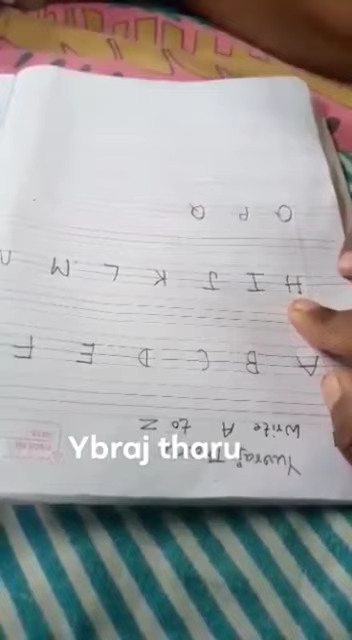 Yuvraj
Write A to Z
A B C D E F
H I J K L M N
O P Q
Ybraj tharu